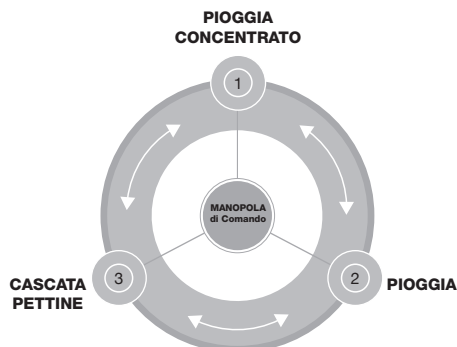 PIOGGIA
CONCENTRATO
1
MANOPOLA
di Comando
3
2
CASCATA
PETTINE
PIOGGIA